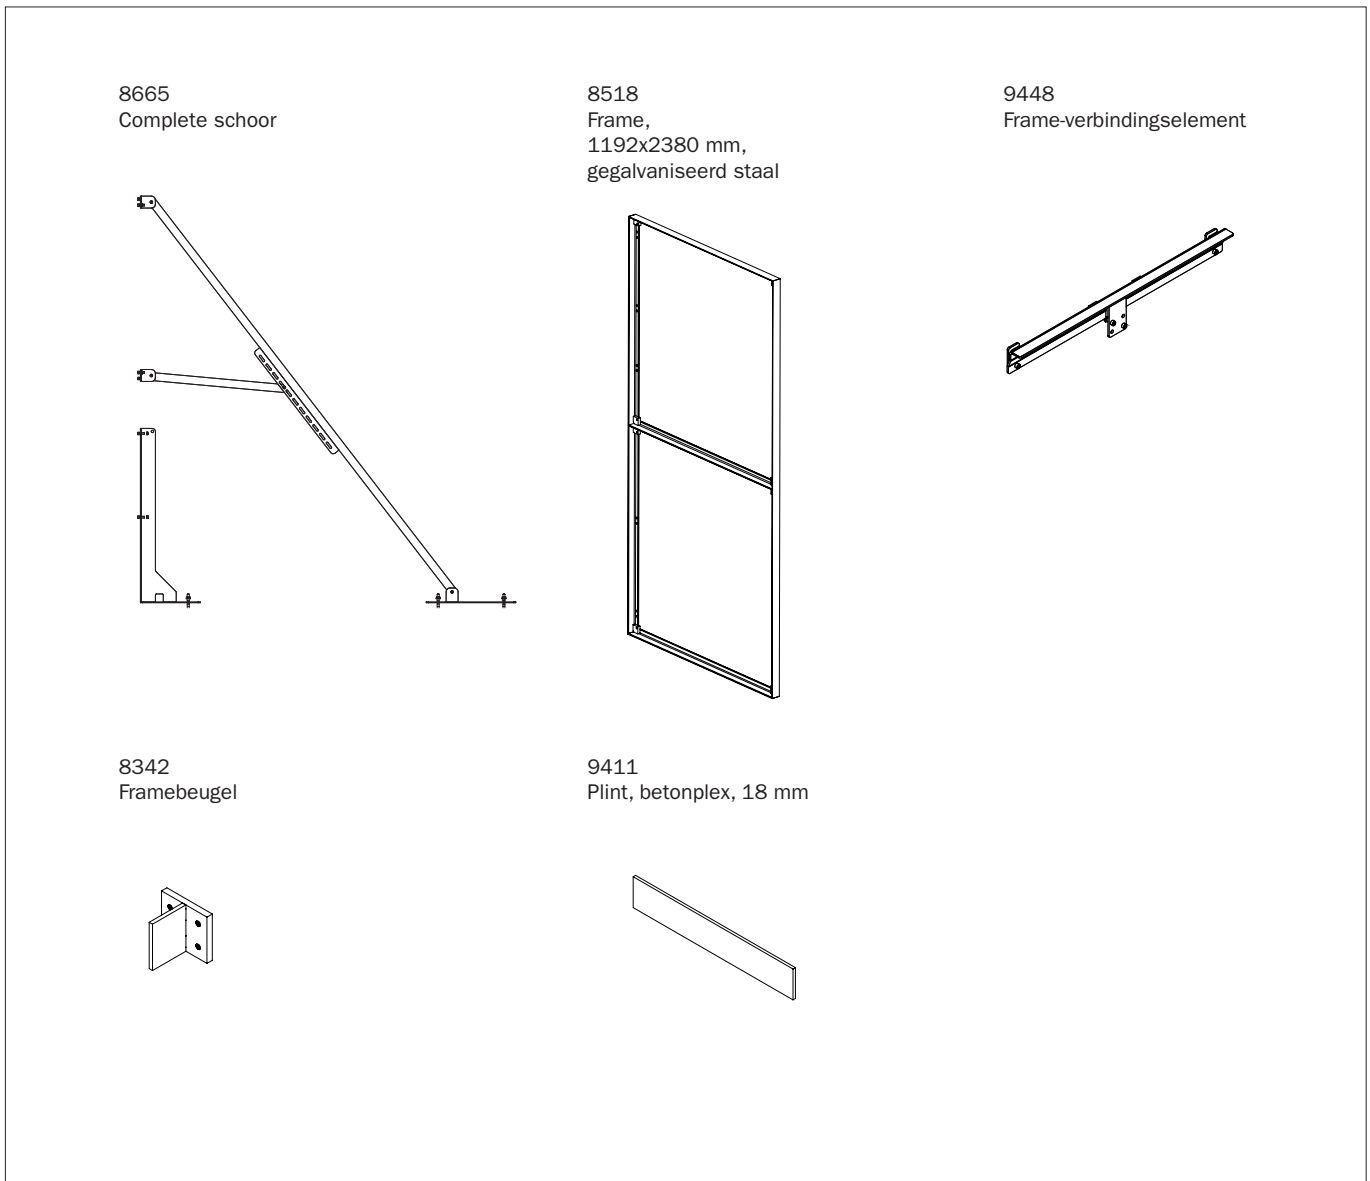 8665
Complete schoor
8518
Frame,
1192x2380 mm,
gegalvaniseerd staal
9448
Frame-verbindingselement
8342
Framebeugel
9411
Plint, betonplex, 18 mm